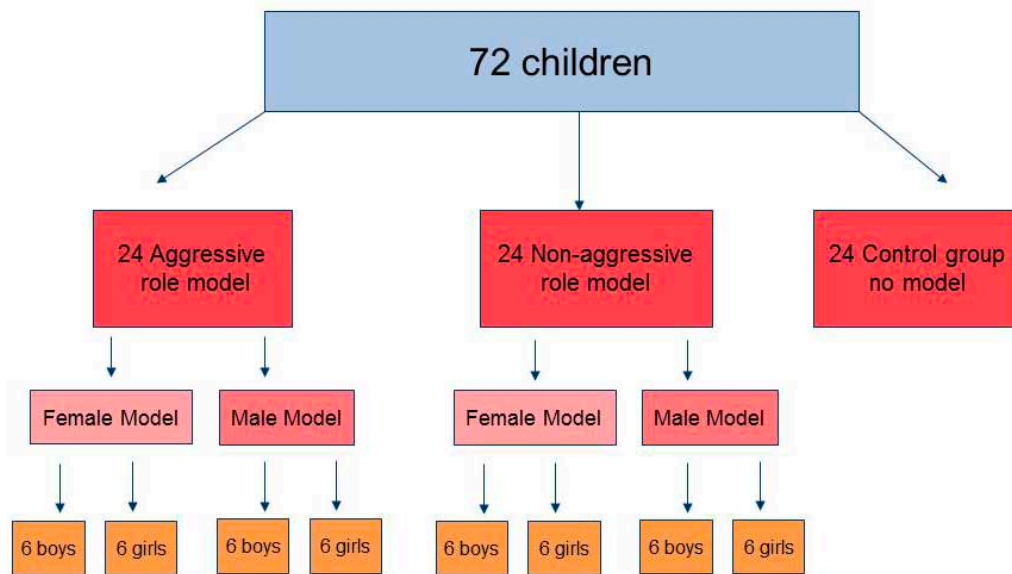 72 children
24 Aggressive
role model
24 Non-aggressive
role model
24 Control group
no model
Female Model
Male Model
Female Model
Male Model
6 boys
6 girls
6 boys
6 girls
6 boys
6 girls
6 boys
6 girls